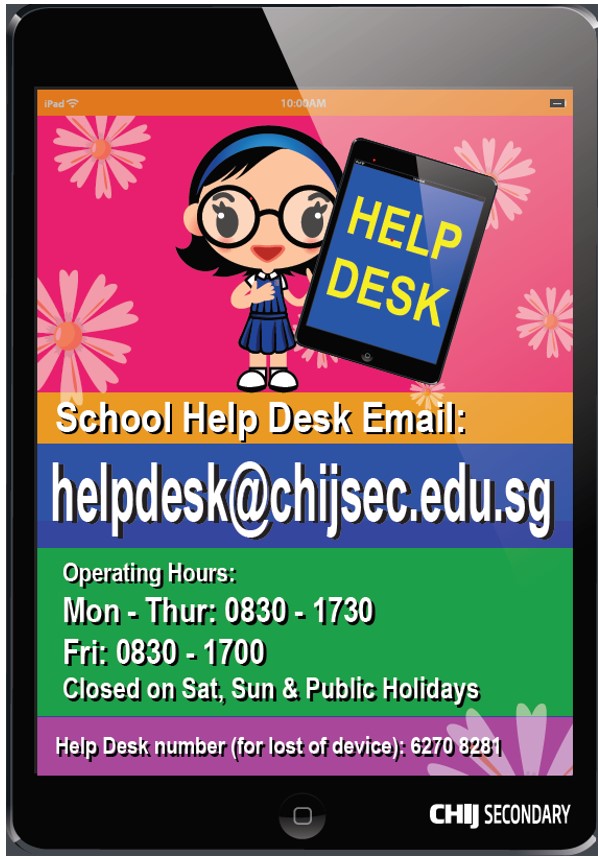 iPad
10:00AM
HELP
DESK
School Help Desk Email:
helpdesk@chijsec.edu.sg
Operating Hours:
Mon - Thur: 0830 - 1730
Fri: 0830 - 1700
Closed on Sat, Sun & Public Holidays
Help Desk number (for lost of device): 6270 8281
CHIJ SECONDARY